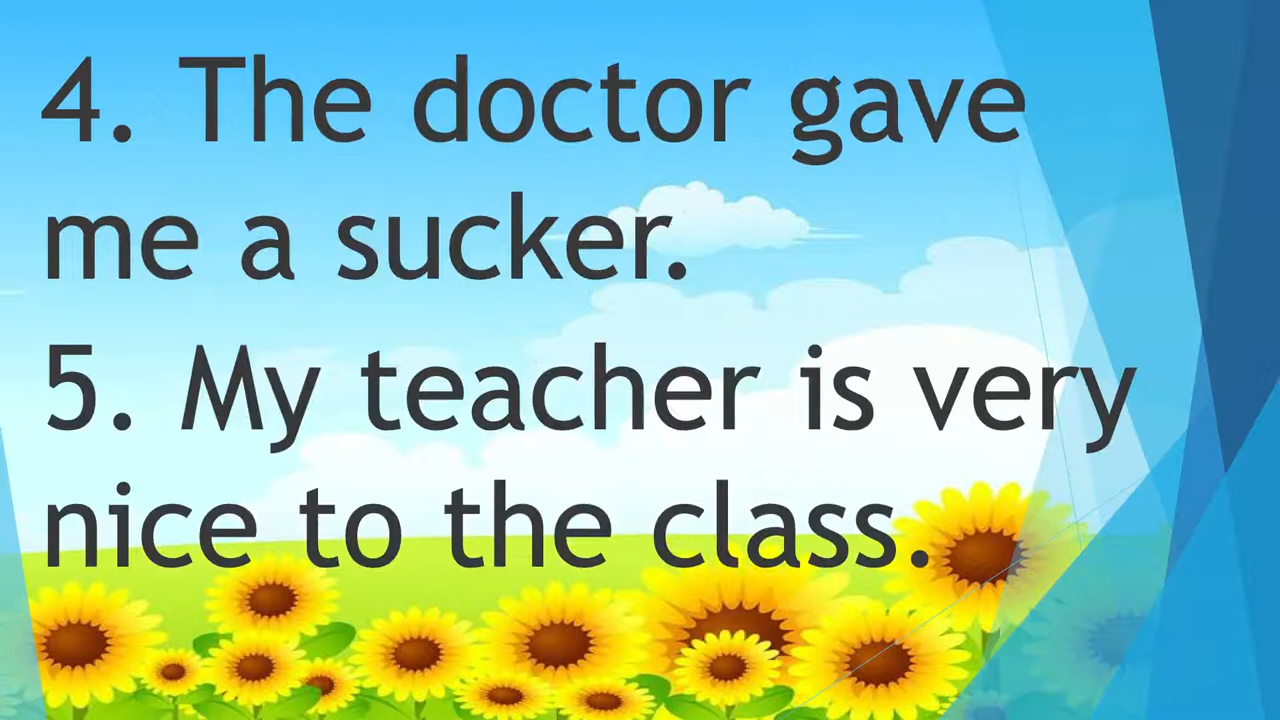 4. The doctor gave
me a sucker.
5. My teacher is very
nice to the class.